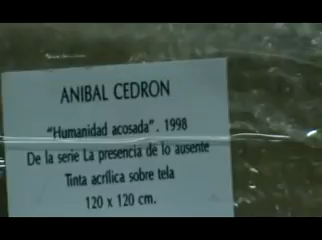 ANIBAL CEDRON
"Humanidad acosada". 1998
De la serie La presencia de lo ausente
Tinta acrílica sobre tela
120 x 120 cm.